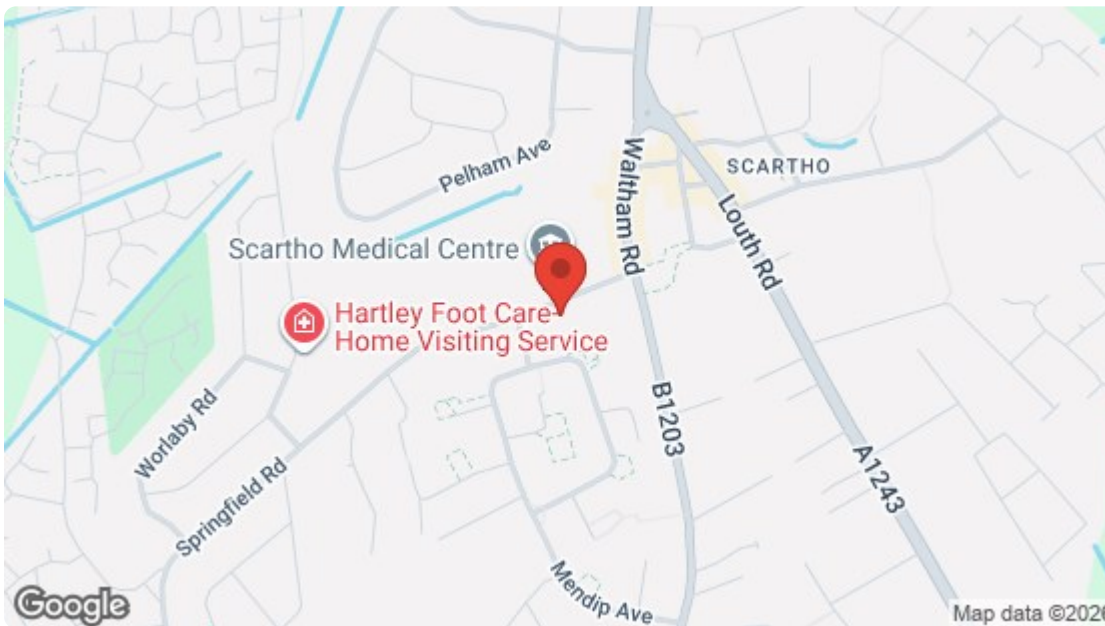 Pelham Ave
Waltham Rd
SCARTHO
Louth Rd
Scartho Medical Centre
Hartley Foot Care-
Home Visiting Service
Worlaby Rd
B1203
A1243
Springfield Rd
Mendip Ave
Google
Map data ©2026